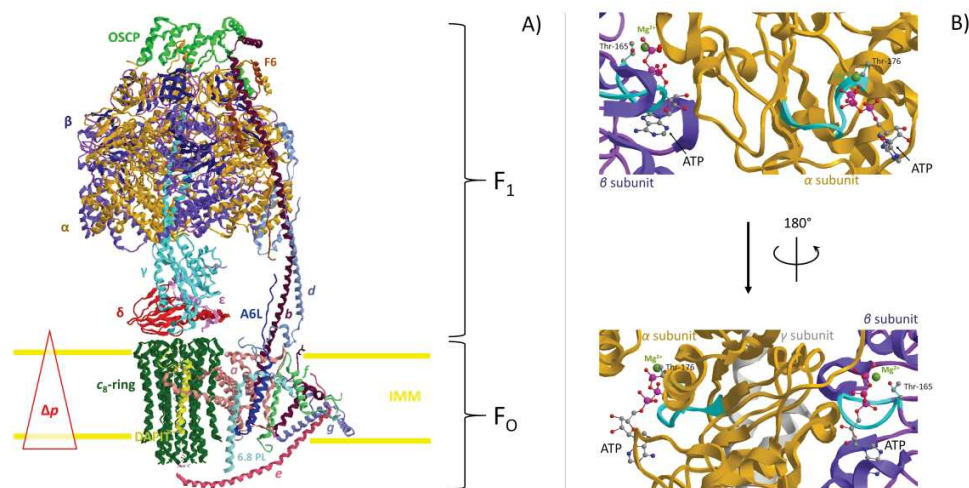 A)
OSCP
F6
β
F1
α
γ
ε
δ
A6L
b
d
a
c8-ring
Δp
IMM
FO
DAPIT
g
6.8 PL
e
B)
Mg2+
Thr-165
Thr-176
ATP
ATP
β subunit
α subunit
180°
β subunit
α subunit
γ subunit
Mg2+
Mg2+
Thr-176
Thr-165
ATP
ATP